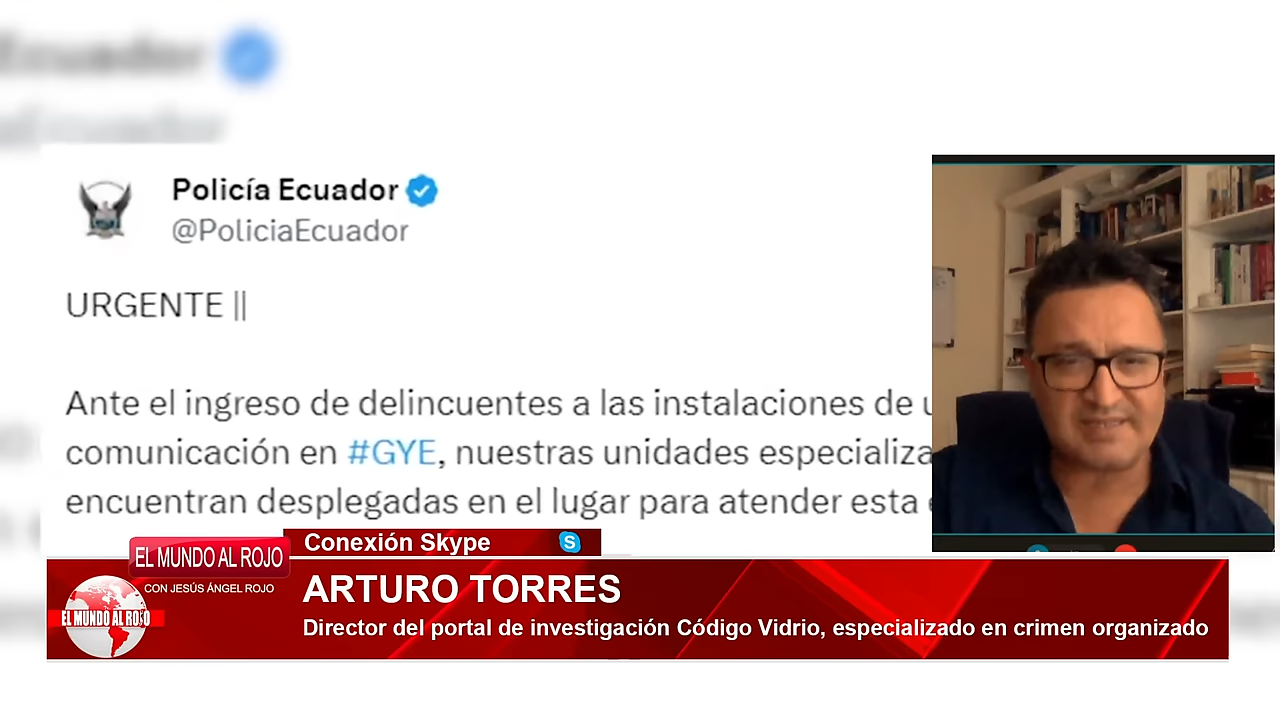 Ecuador
Policía Ecuador
@PoliciaEcuador
URGENTE ||
Ante el ingreso de delincuentes a las instalaciones de
comunicación en #GYE, nuestras unidades
encuentran desplegadas en el lugar para atender esta
Conexión Skype
EL MUNDO AL ROJO
CON JESÚS ÁNGEL ROJO
EL MUNDO AL ROJO
ARTURO TORRES
Director del portal de investigación Código Vidrio, especializado en crimen organizado